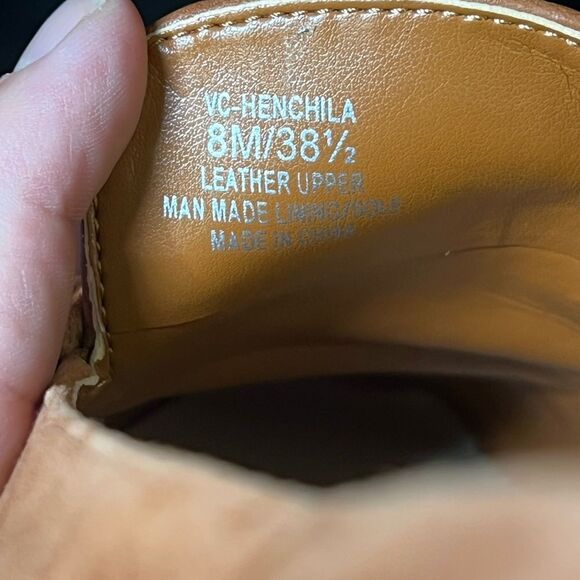 VC-HENCHILA
8M/38½
LEATHER UPPER
MAN MADE LINING/SOLE
MADE IN CHINA